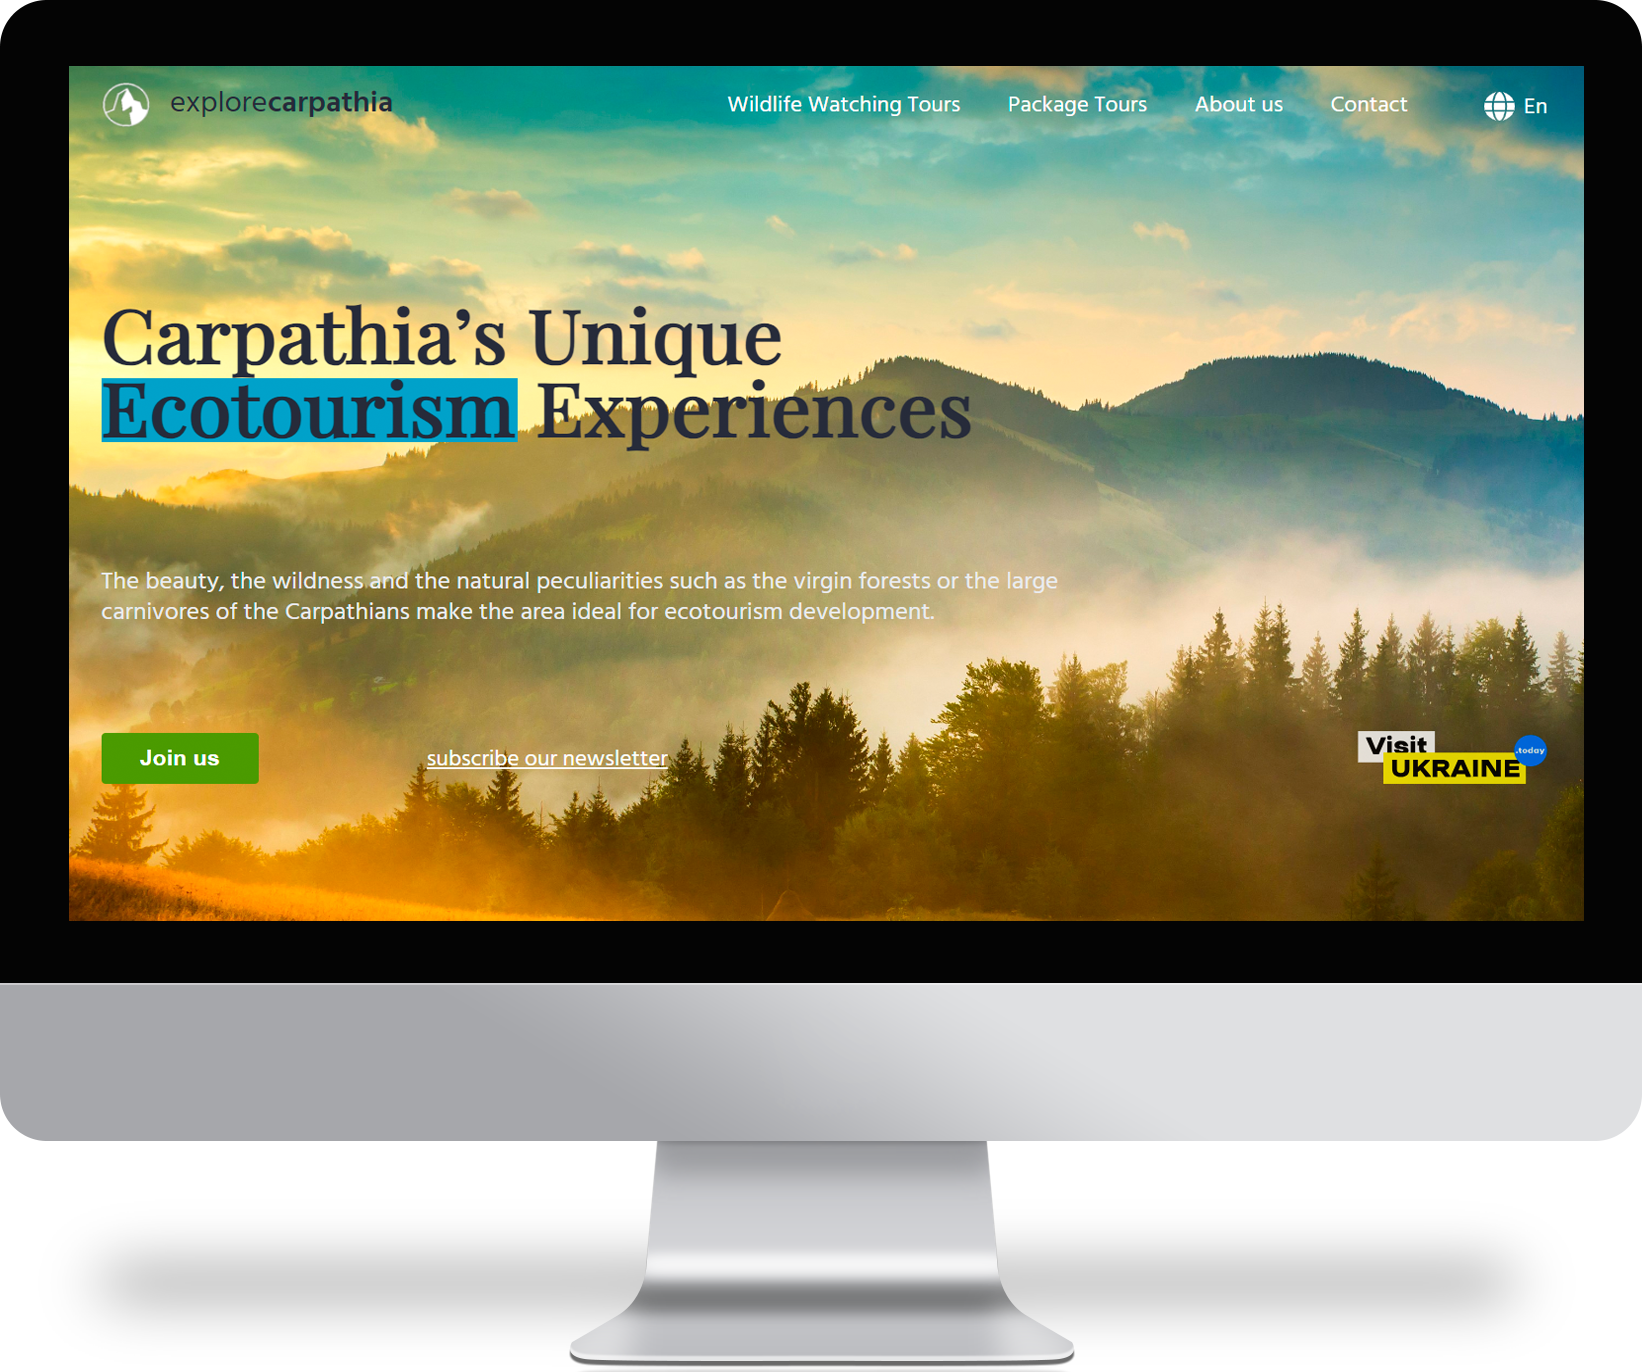 explorecarpathia
Wildlife Watching Tours
Package Tours
About us
Contact
En
Carpathia’s Unique
Ecotourism Experiences
The beauty, the wildness and the natural peculiarities such as the virgin forests or the large
carnivores of the Carpathians make the area ideal for ecotourism development.
Join us
subscribe our newsletter
Visit
.today
UKRAINE